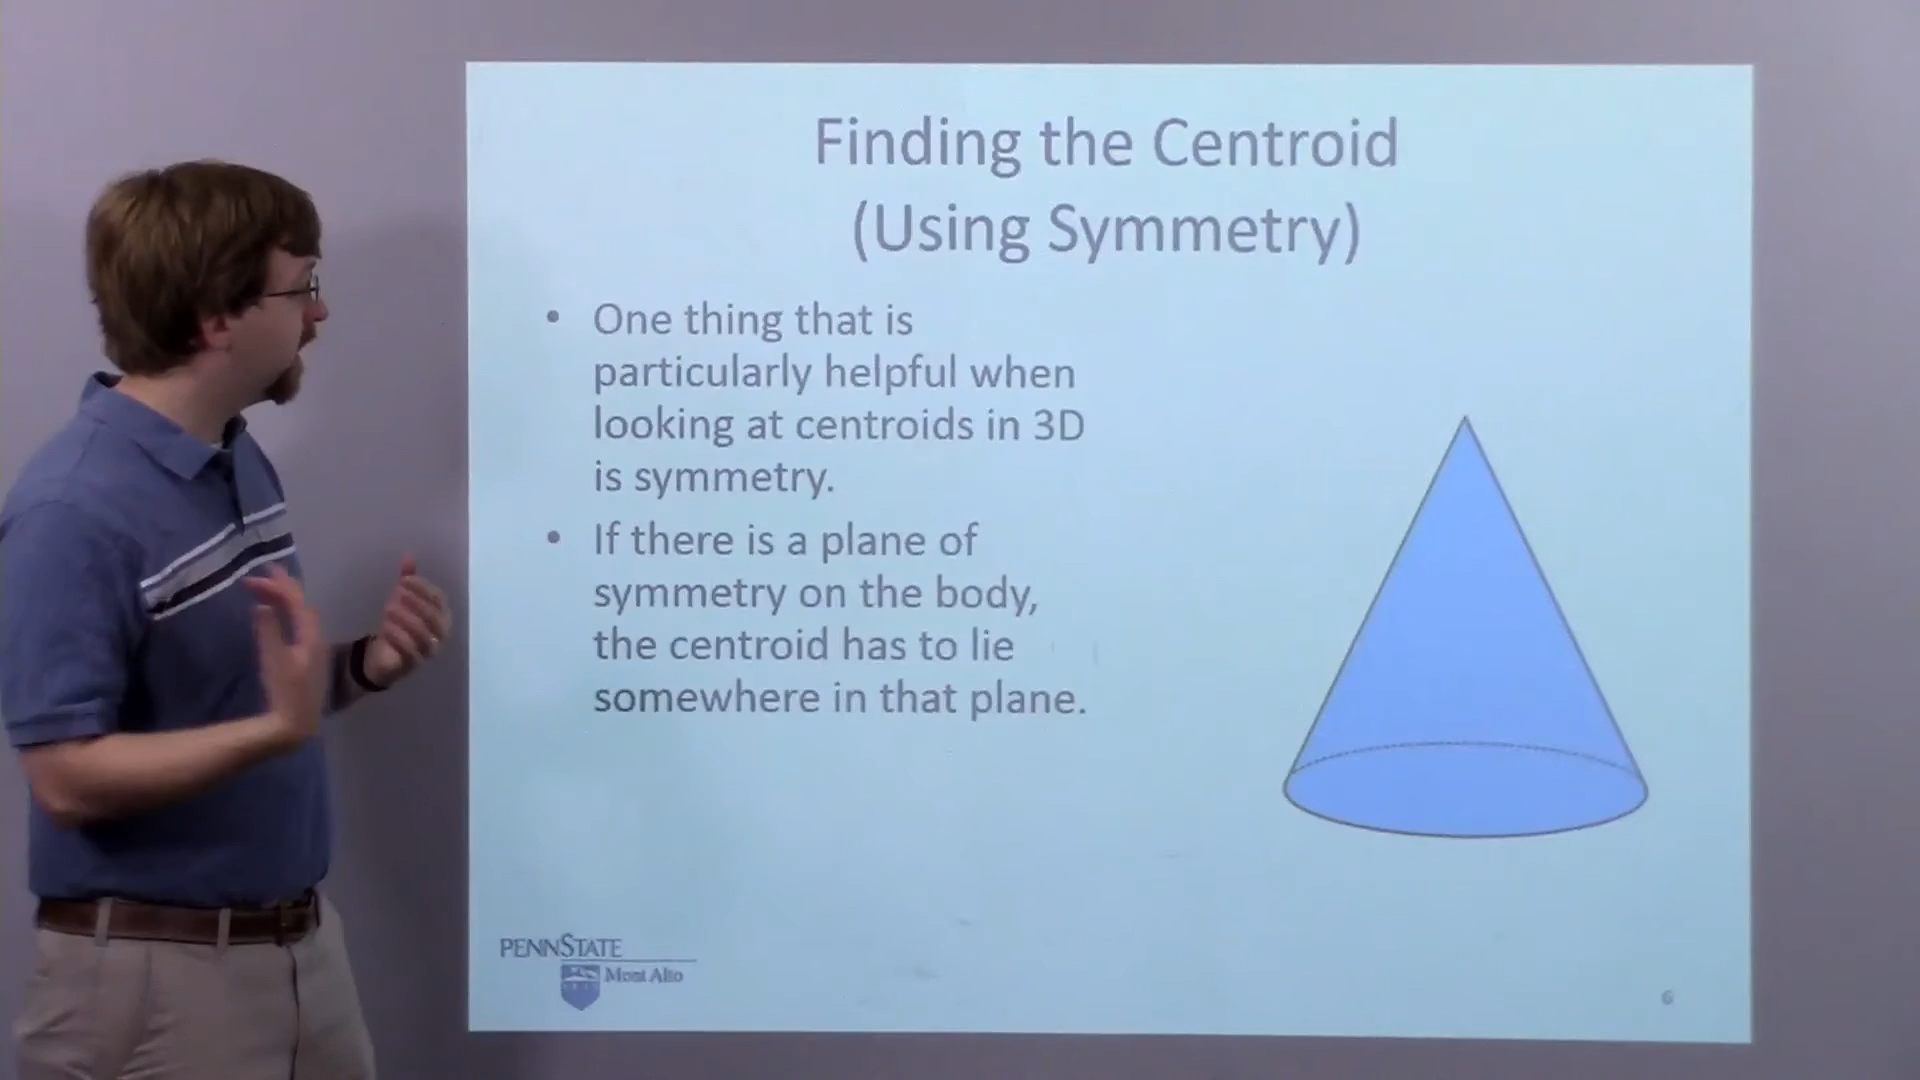 Finding the Centroid
(Using Symmetry)
• One thing that is
particularly helpful when
looking at centroids in 3D
is symmetry.
• If there is a plane of
symmetry on the body,
the centroid has to lie
somewhere in that plane.
PENNSTATE
Mont Alto
6